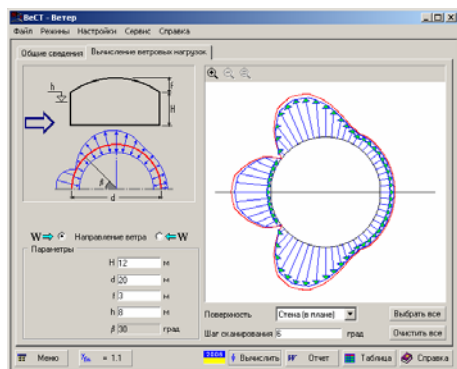 ВеСТ - Ветер
Файл Режимы Настройки Сервис Справка
Общие сведения Вычисление ветровых нагрузок
h
f
H
β
d
W Направление ветра W
Параметры
H 12 м
d 20 м
f 3 м
h 8 м
β 30 град
Поверхность Стена (в плане) Выбрать все
Шаг сканирования 6 град Очистить все
Меню = 1.1 2006 Вычислить Отчет Таблица Справка